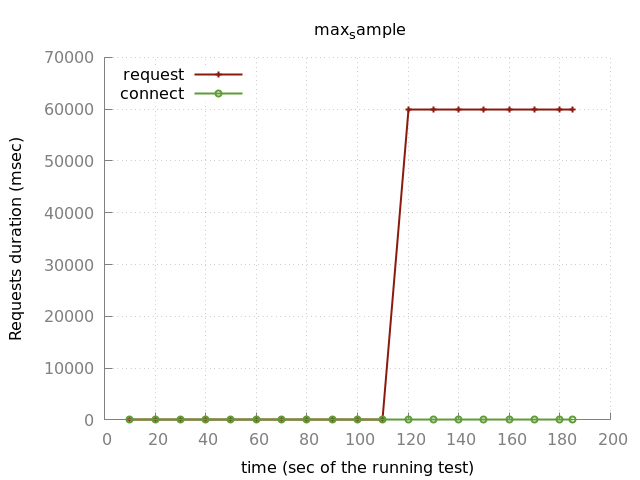 maxsample
70000
60000
50000
40000
30000
20000
10000
0
request
connect
Requests duration (msec)
0 20 40 60 80 100 120 140 160 180 200
time (sec of the running test)